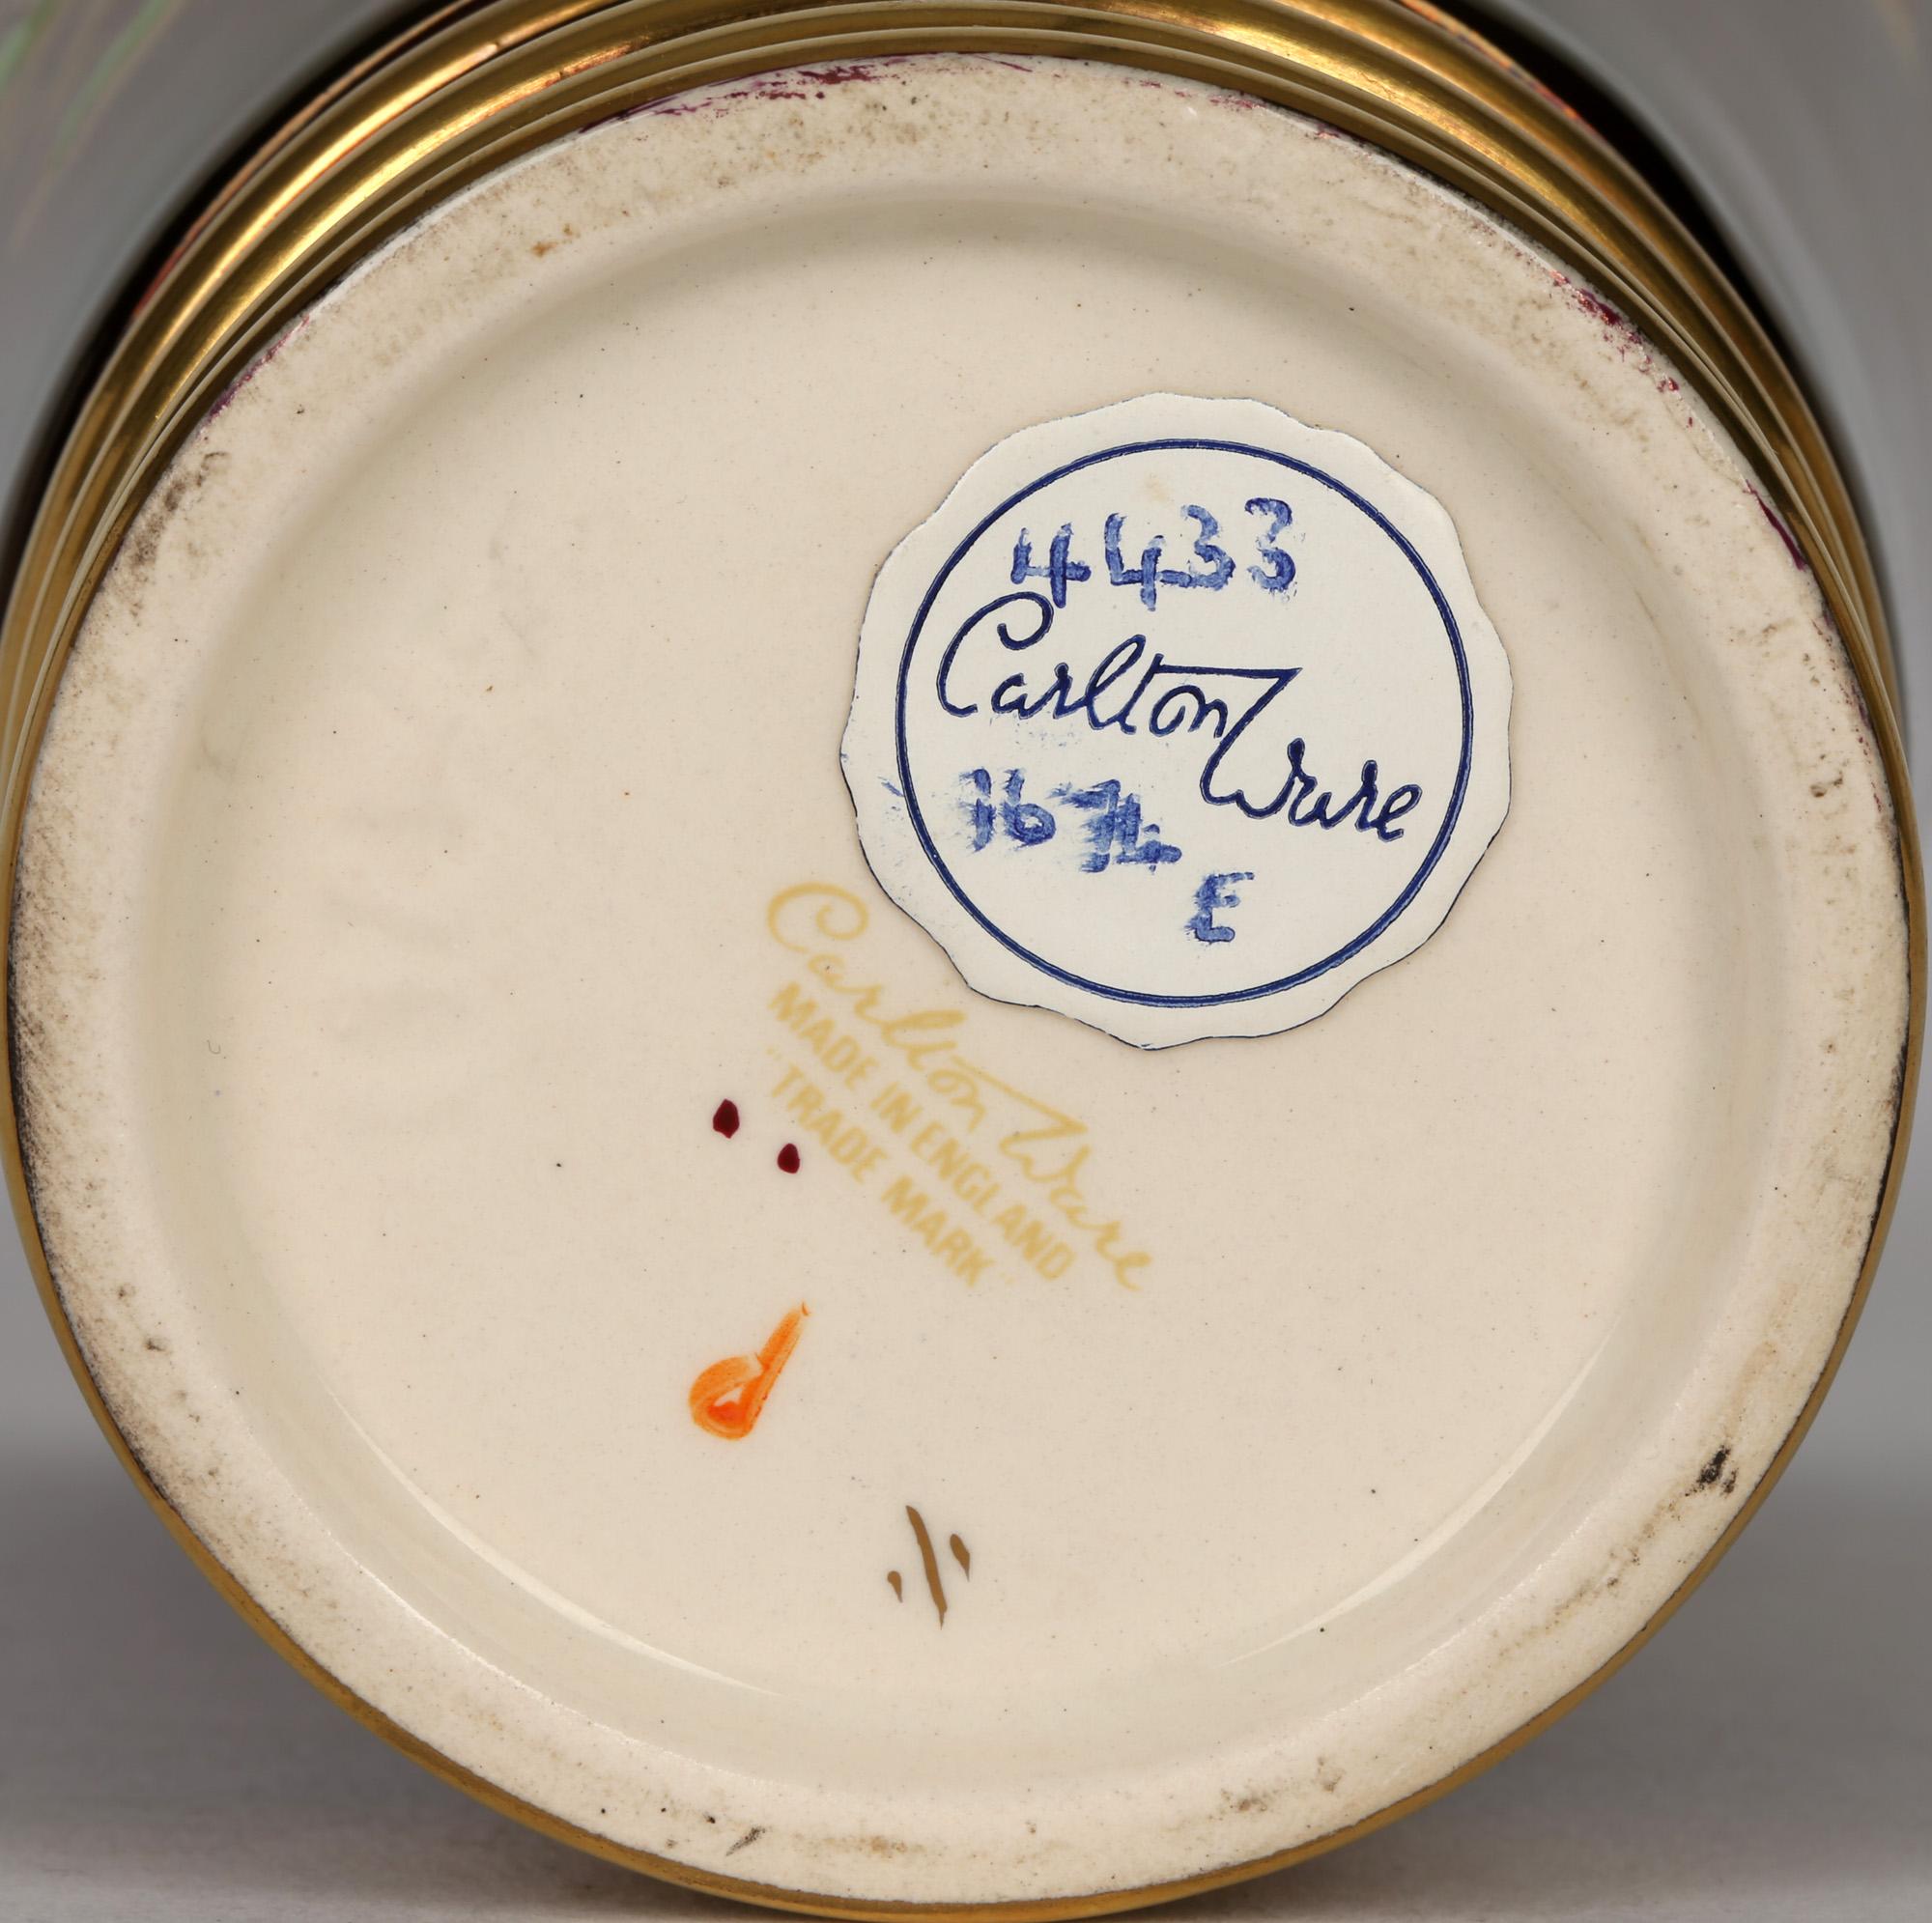 4433
Carlton Ware
E
Carlton Ware
MADE IN ENGLAND
"TRADE MARK"